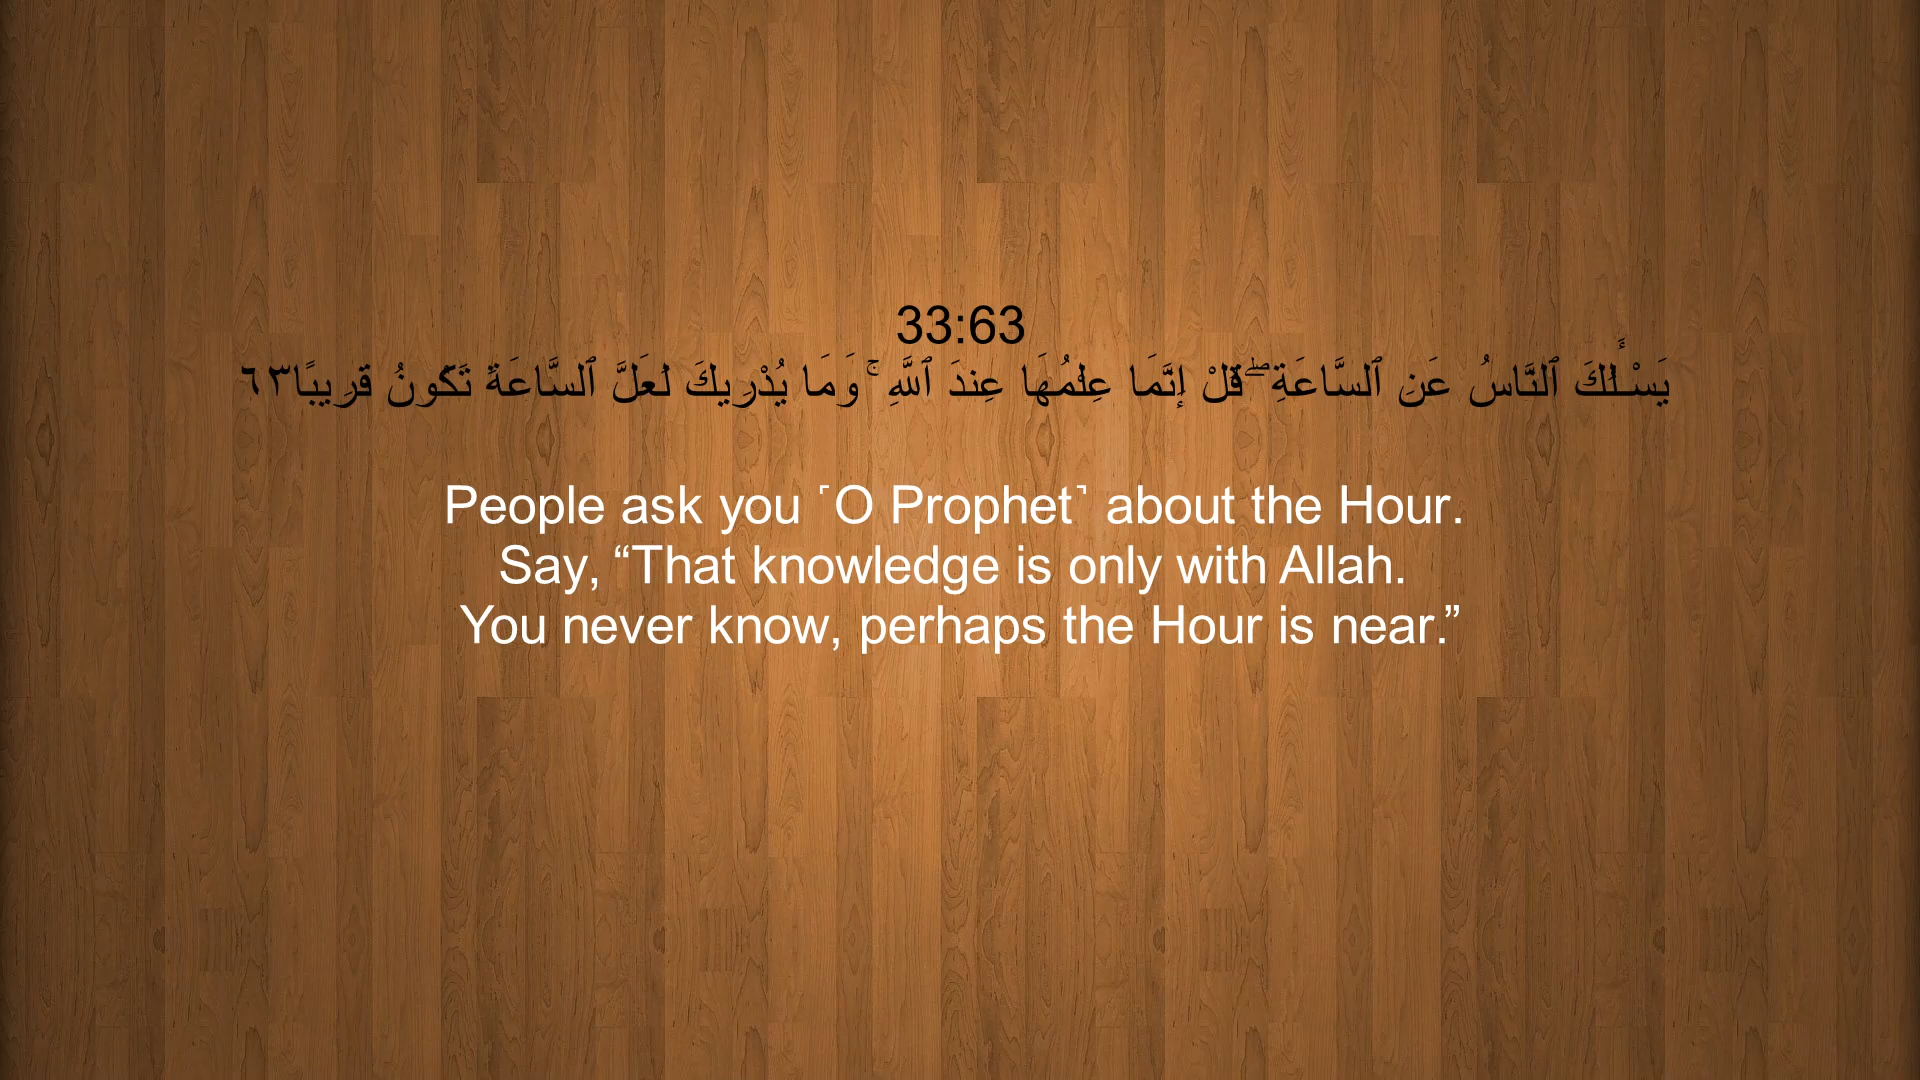 33:63
يَسْـَٔلُكَ ٱلنَّاسُ عَنِ ٱلسَّاعَةِ ۖ قُلْ إِنَّمَا عِلْمُهَا عِندَ ٱللَّهِ ۚ وَمَا يُدْرِيكَ لَعَلَّ ٱلسَّاعَةَ تَكُونُ قَرِيبًا ٦٣
People ask you ˹O Prophet˺ about the Hour.
Say, “That knowledge is only with Allah.
You never know, perhaps the Hour is near.”